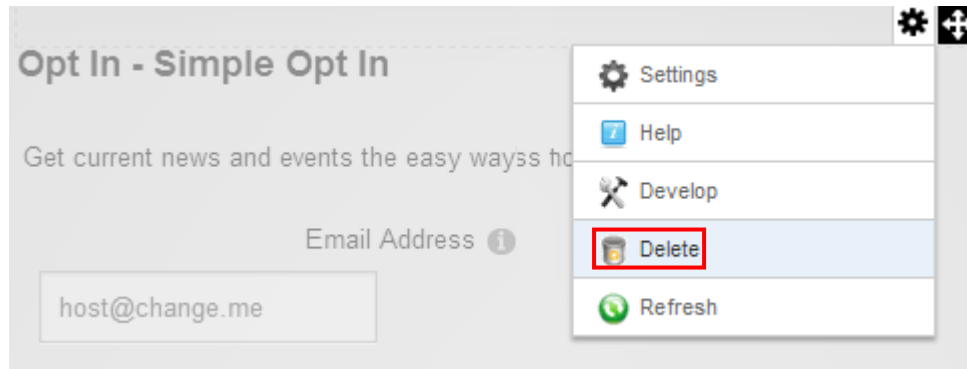 Opt In - Simple Opt In
Settings
Help
Get current news and events the easy wayss ho
Develop
Email Address
Delete
host@change.me
Refresh